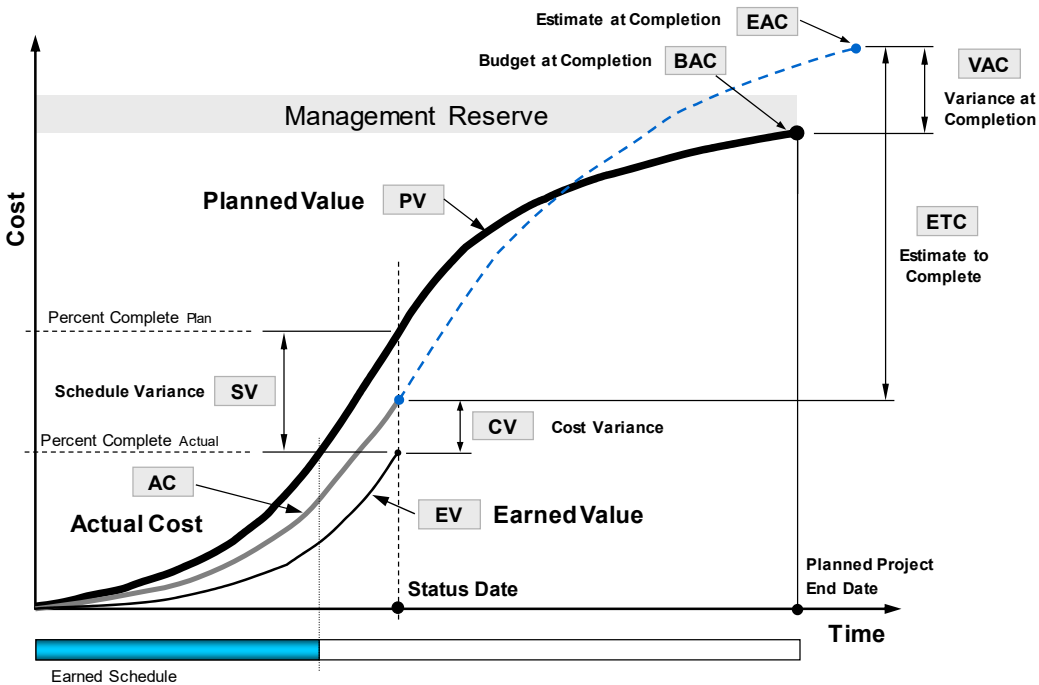 Estimate at Completion EAC
Budget at Completion BAC
VAC
Variance at
Completion
Management Reserve
Planned Value PV
Cost
ETC
Estimate to
Complete
Percent Complete Plan
Schedule Variance SV
CV Cost Variance
Percent Complete Actual
AC
Actual Cost
EV Earned Value
Status Date
Planned Project
End Date
Time
Earned Schedule